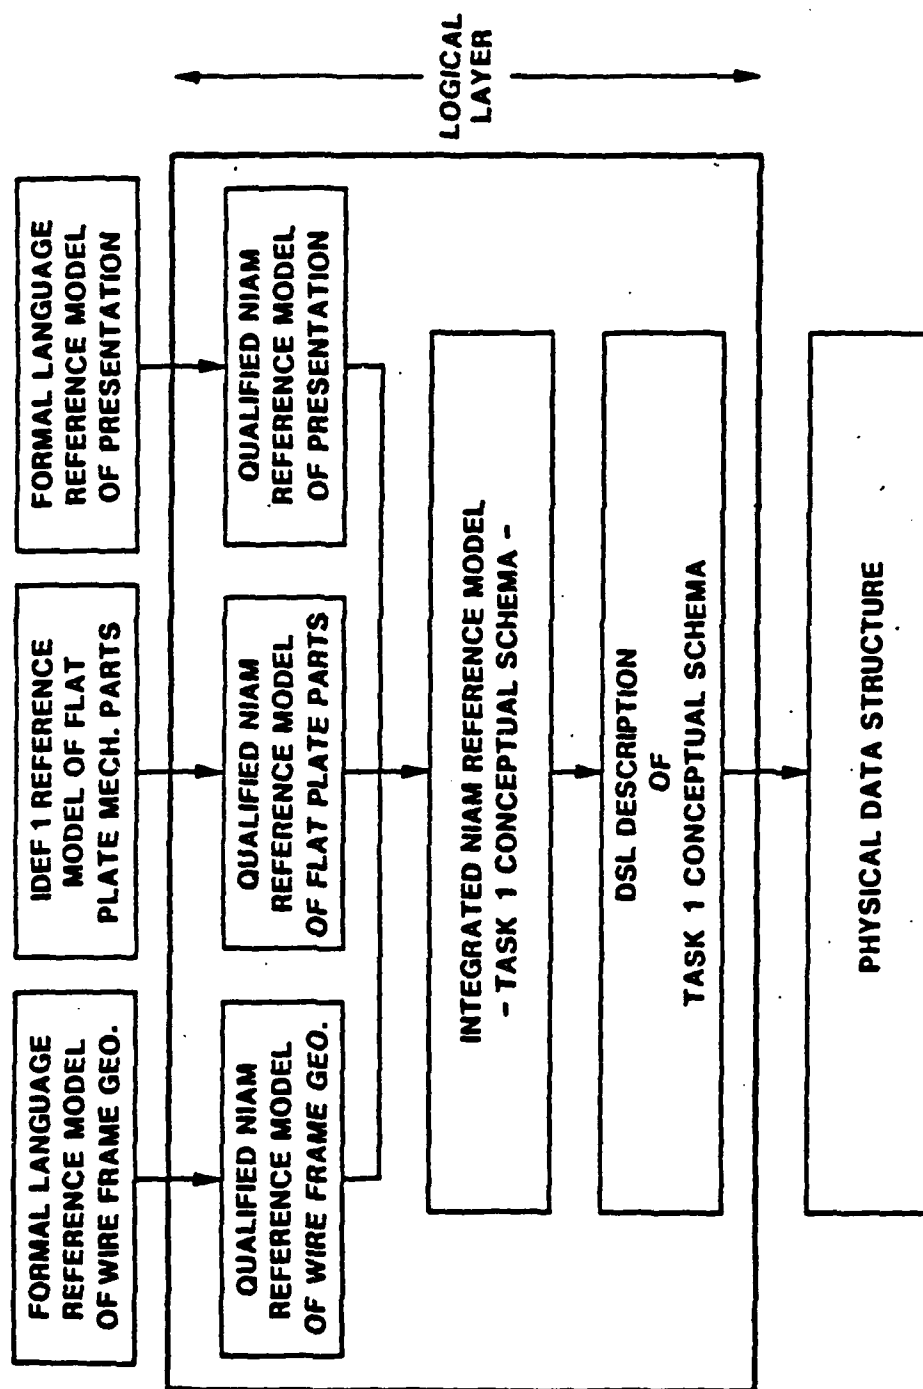 FORMAL LANGUAGE
REFERENCE MODEL
OF WIRE FRAME GEO.
IDEF 1 REFERENCE
MODEL OF FLAT
PLATE MECH. PARTS
FORMAL LANGUAGE
REFERENCE MODEL
OF PRESENTATION
QUALIFIED NIAM
REFERENCE MODEL
OF WIRE FRAME GEO.
QUALIFIED NIAM
REFERENCE MODEL
OF FLAT PLATE PARTS
QUALIFIED NIAM
REFERENCE MODEL
OF PRESENTATION
LOGICAL
LAYER
INTEGRATED NIAM REFERENCE MODEL
- TASK 1 CONCEPTUAL SCHEMA -
DSL DESCRIPTION
OF
TASK 1 CONCEPTUAL SCHEMA
PHYSICAL DATA STRUCTURE